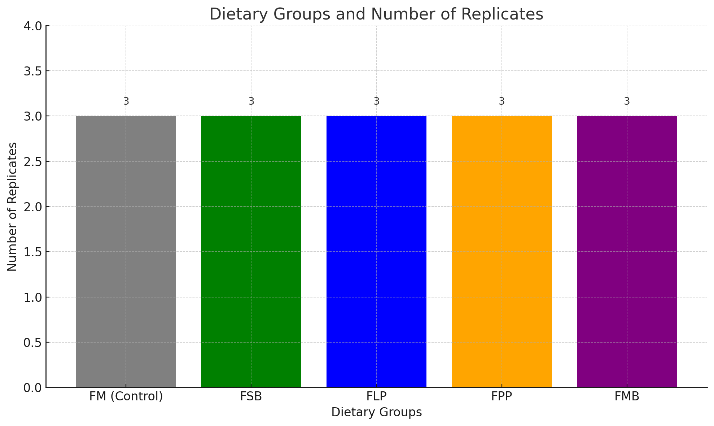 Dietary Groups and Number of Replicates
4.0
3.5
3.0
2.5
2.0
1.5
1.0
0.5
0.0
Number of Replicates
3 3 3 3 3
FM (Control) FSB FLP FPP FMB
Dietary Groups